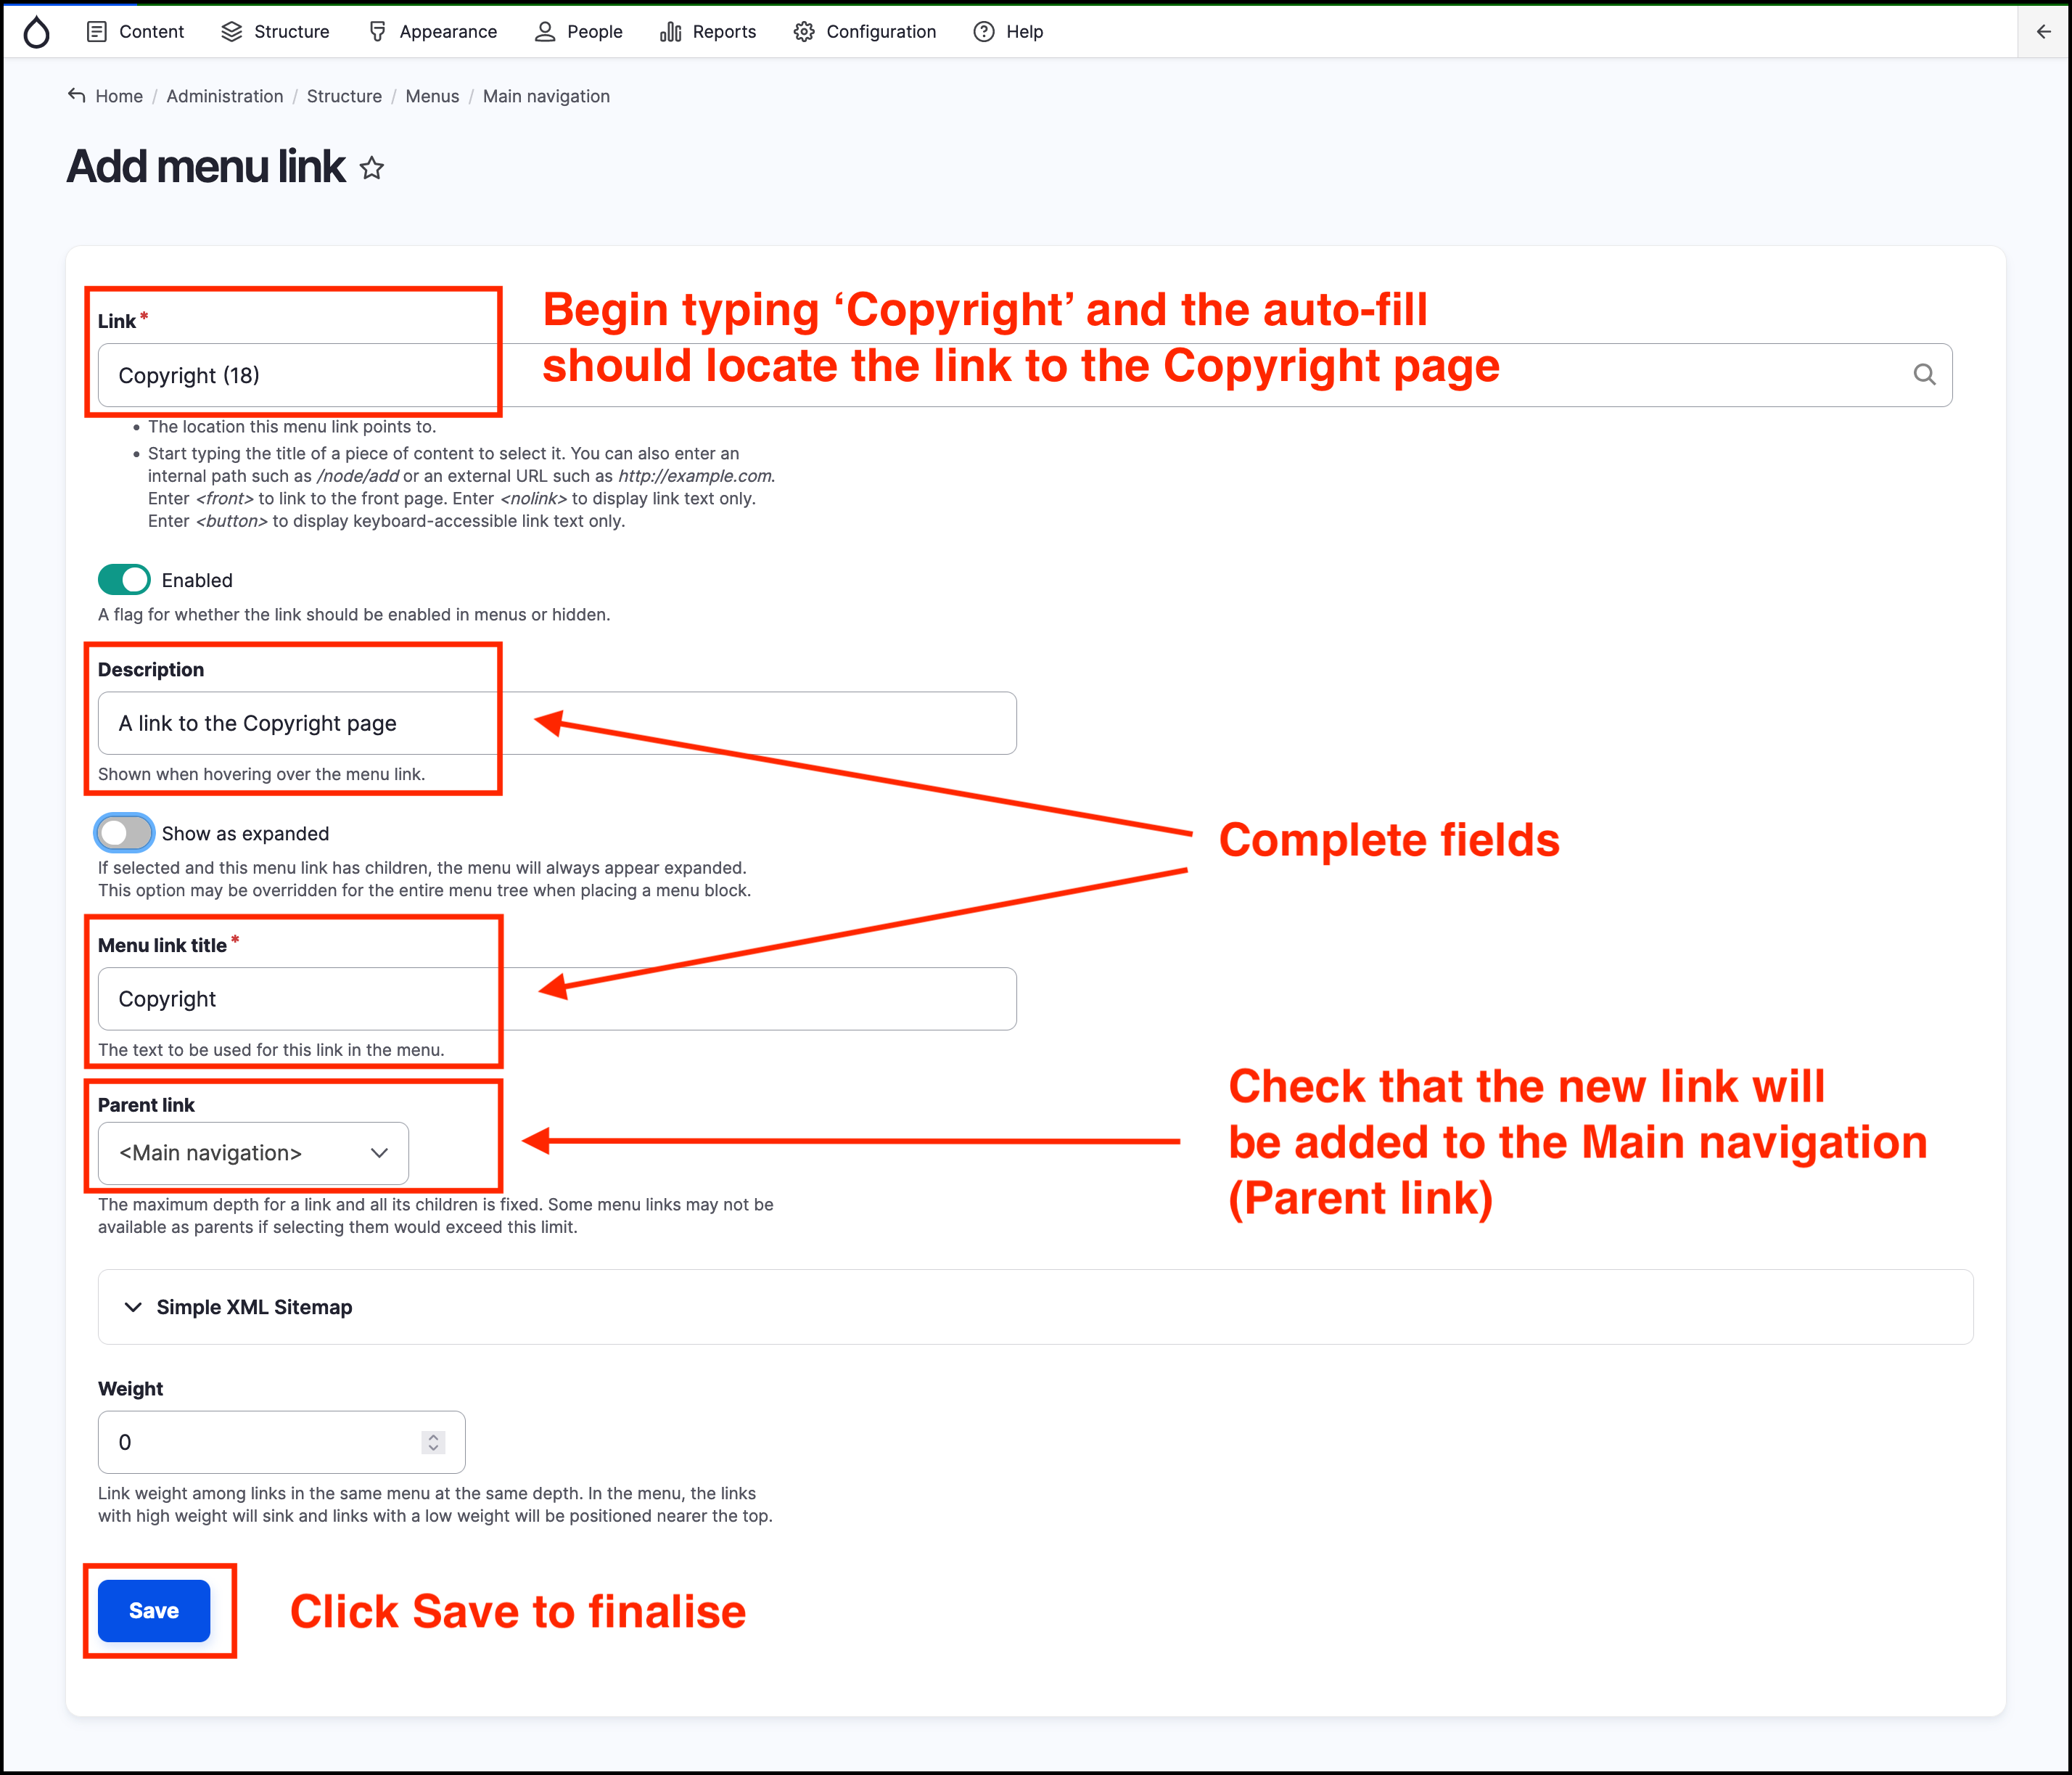 Content Structure Appearance People Reports Configuration Help
Home / Administration / Structure / Menus / Main navigation
Add menu link
Begin typing ‘Copyright’ and the auto-fill
should locate the link to the Copyright page
Link*
Copyright (18)
The location this menu link points to.
Start typing the title of a piece of content to select it. You can also enter an
internal path such as /node/add or an external URL such as http://example.com.
Enter <front> to link to the front page. Enter <nolink> to display link text only.
Enter <button> to display keyboard-accessible link text only.
Enabled
A flag for whether the link should be enabled in menus or hidden.
Description
A link to the Copyright page
Shown when hovering over the menu link.
Show as expanded
If selected and this menu link has children, the menu will always appear expanded.
This option may be overridden for the entire menu tree when placing a menu block.
Complete fields
Menu link title*
Copyright
The text to be used for this link in the menu.
Parent link
<Main navigation>
The maximum depth for a link and all its children is fixed. Some menu links may not be
available as parents if selecting them would exceed this limit.
Check that the new link will
be added to the Main navigation
(Parent link)
Simple XML Sitemap
Weight
0
Link weight among links in the same menu at the same depth. In the menu, the links
with high weight will sink and links with a low weight will be positioned nearer the top.
Save
Click Save to finalise